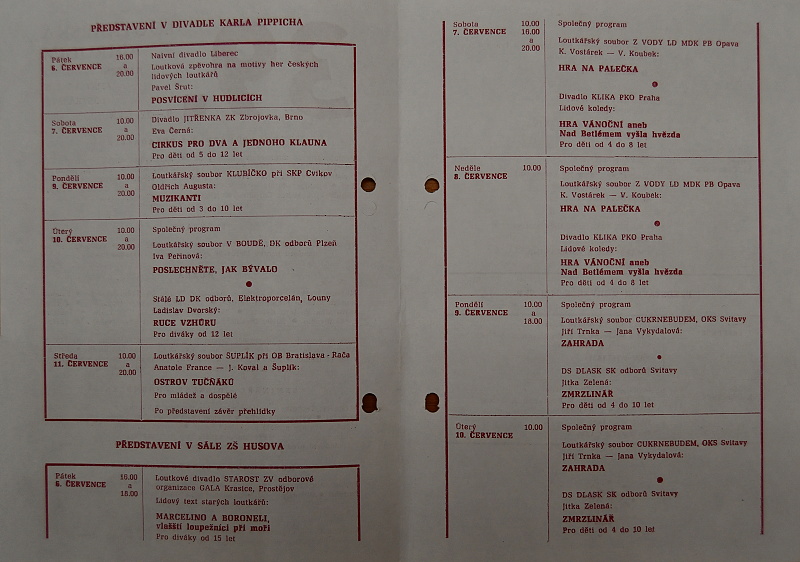 PŘEDSTAVENÍ V DIVADLE KARLA PIPPICHA
Pátek
6. ČERVENCE
16.00
a
20.00
Naivní divadlo Liberec
Loutková zpěvohra na motivy her českých
lidových loutkářů
Pavel Šrut:
POSVÍCENÍ V HUDLICÍCH
Sobota
7. ČERVENCE
10.00
a
20.00
Divadlo JITŘENKA ZK Zbrojovka, Brno
Eva Černá:
CIRKUS PRO DVA A JEDNOHO KLAUNA
Pro děti od 5 do 12 let
Pondělí
9. ČERVENCE
10.00
a
20.00
Loutkářský soubor KLUBÍČKO při SKP Cvikov
Oldřich Augusta:
MUZIKANTI
Pro děti od 3 do 10 let
Úterý
10. ČERVENCE
10.00
a
20.00
Společný program
Loutkářský soubor V BOUDĚ, DK odborů Plzeň
Iva Peřinová:
POSLECHNĚTE, JAK BÝVALO
Stálé LD DK odborů, Elektroporcelán, Louny
Ladislav Dvorský:
RUCE VZHŮRU
Pro diváky od 12 let
Středa
11. ČERVENCE
10.00
a
20.00
Loutkářský soubor ŠUPLÍK při OB Bratislava - Rača
Anatole France — J. Koval a Šuplík:
OSTROV TUČŇÁKŮ
Pro mládež a dospělé
Po představení závěr přehlídky
PŘEDSTAVENÍ V SÁLE ZŠ HUSOVA
Pátek
6. ČERVENCE
a
18.00
Loutkové divadlo STAROST ZV odborové
organizace GALA Krasice, Prostějov
Lidový text starých loutkářů:
MARCELINO A BORONELI,
vlašští loupežníci při moři
Pro diváky od 15 let
Sobota
7. ČERVENCE
10.00
16.00
a
20.00
Společný program
Loutkářský soubor Z VODY LD MDK PB Opava
K. Vostárek — V. Koubek:
HRA NA PALEČKA
Divadlo KLIKA PKO Praha
Lidové koledy:
HRA VÁNOČNÍ aneb
Nad Betlémem vyšla hvězda
Pro děti od 4 do 8 let
Neděle
8. ČERVENCE
10.00
Společný program
Loutkářský soubor Z VODY LD MDK PB Opava
K. Vostárek — V. Koubek:
HRA NA PALEČKA
Divadlo KLIKA PKO Praha
Lidové koledy:
HRA VÁNOČNÍ aneb
Nad Betlémem vyšla hvězda
Pro děti od 4 do 8 let
Pondělí
9. ČERVENCE
10.00
a
16.00
Společný program
Loutkářský soubor CUKRNEBUDEM, OKS Svitavy
Jiří Trnka — Jana Vykydalová:
ZAHRADA
DS DLASK SK odborů Svitavy
Jitka Zelená:
ZMRZLINÁŘ
Pro děti od 4 do 10 let
Úterý
10. ČERVENCE
10.00
Společný program
Loutkářský soubor CUKRNEBUDEM, OKS Svitavy
Jiří Trnka — Jana Vykydalová:
ZAHRADA
DS DLASK SK odborů Svitavy
Jitka Zelená:
ZMRZLINÁŘ
Pro děti od 4 do 10 let